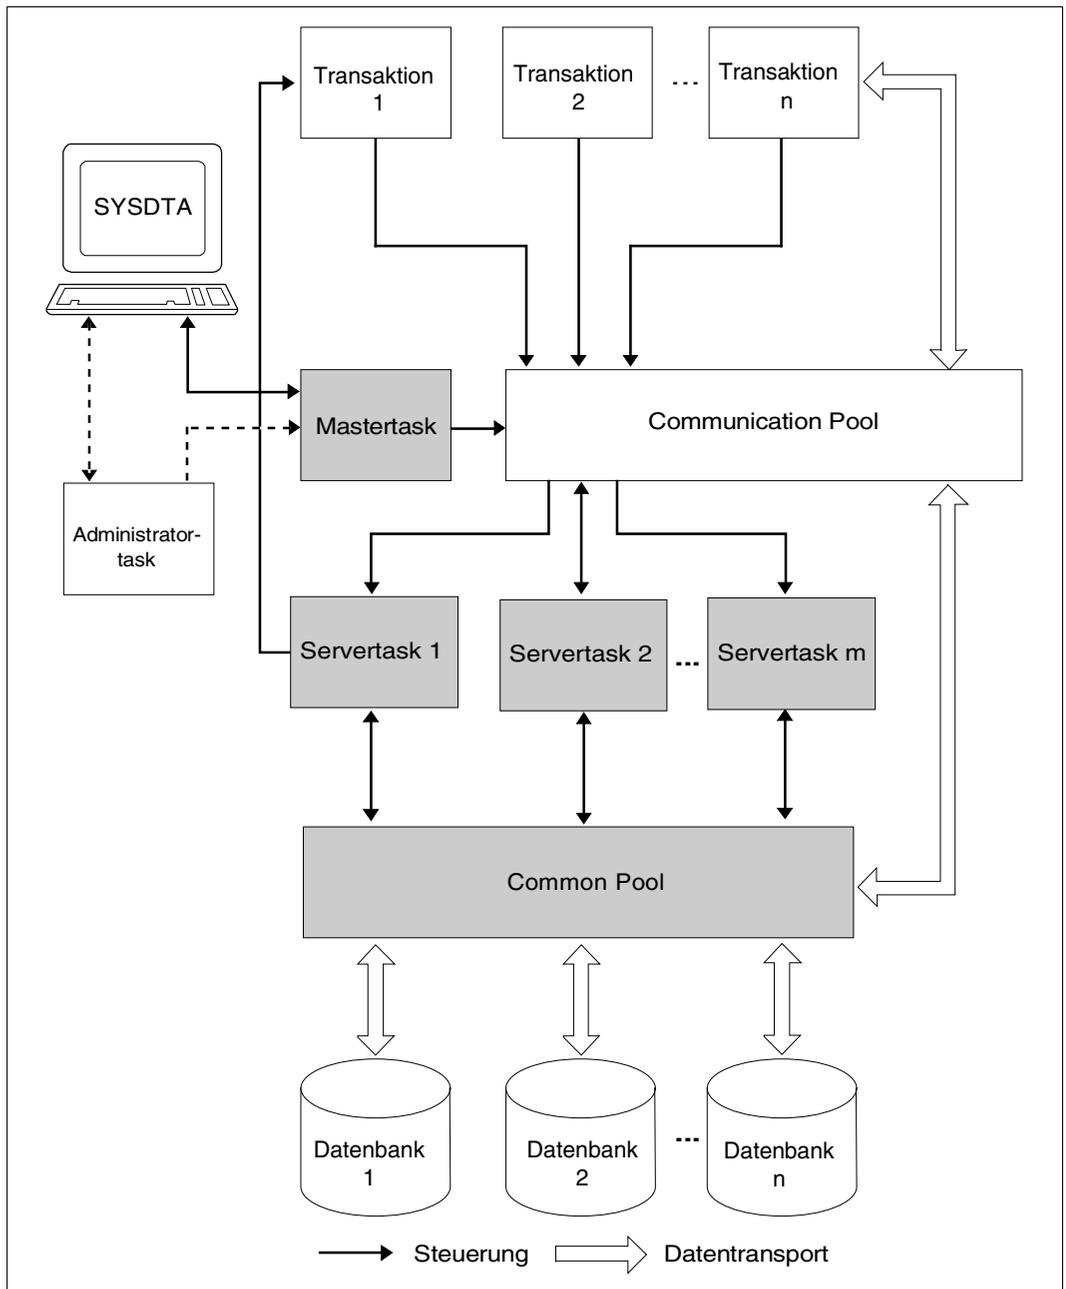 Transaktion
1
Transaktion
2
...
Transaktion
n
SYSDTA
Mastertask
Communication Pool
Administrator-
task
Servertask 1
Servertask 2
...
Servertask m
Common Pool
Datenbank
1
Datenbank
2
...
Datenbank
n
Steuerung
Datentransport